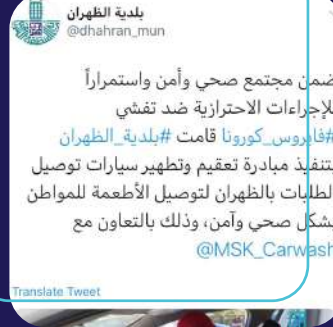 بلدية الظهران
@dhahran_mun
ضمن مجتمع صحي وأمن واستمراراً
للإجراءات الاحترازية ضد تفشي
#فايروس_كورونا قامت #بلدية_الظهران
بتنفيذ مبادرة تعقيم وتطهير سيارات توصيل
الطلبات بالظهران لتوصيل الأطعمة للمواطن
بشكل صحي وآمن، وذلك بالتعاون مع
@MSK_Carwash
Translate Tweet